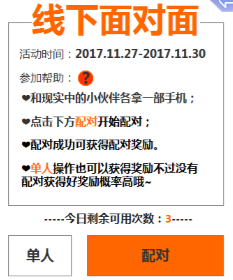 线下面对面
活动时间：2017.11.27-2017.11.30
参加帮助：?
❤和现实中的小伙伴各拿一部手机；
❤点击下方配对开始配对；
❤配对成功可获得配对奖励。
❤单人操作也可以获得奖励不过没有
配对获得好奖励概率高哦~
-----今日剩余可用次数：3-----
单人
配对